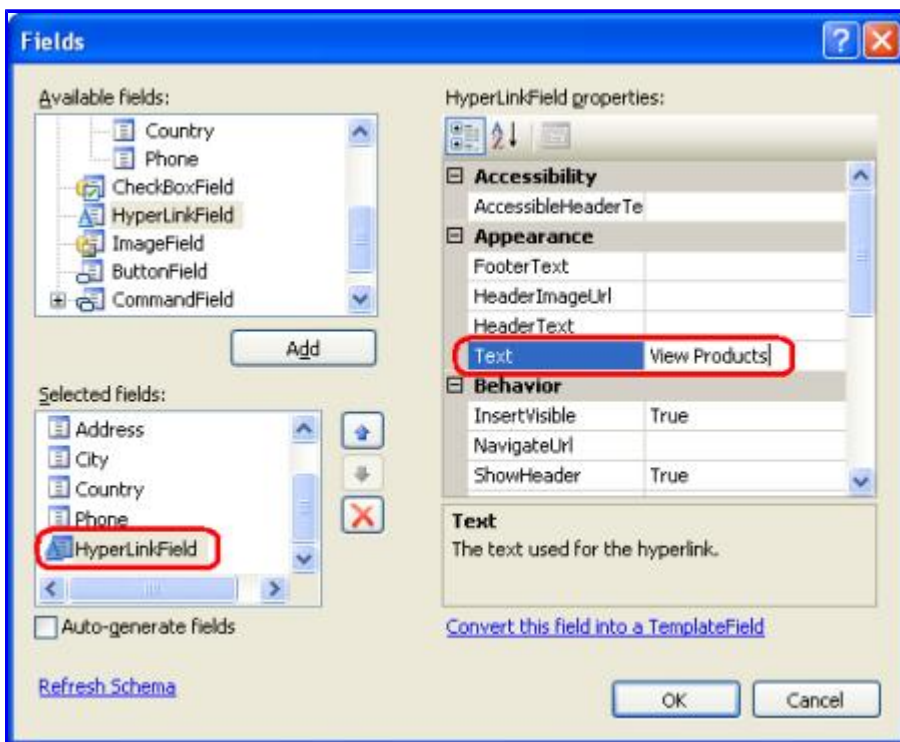 Fields
Available fields:
Country
Phone
CheckBoxField
HyperLinkField
ImageField
ButtonField
CommandField
Add
Selected fields:
Address
City
Country
Phone
HyperLinkField
Auto-generate fields
Refresh Schema
HyperLinkField properties:
Accessibility
AccessibleHeaderTe
Appearance
FooterText
HeaderImageUrl
HeaderText
Text View Products
Behavior
InsertVisible True
NavigateUrl
ShowHeader True
Text
The text used for the hyperlink.
Convert this field into a TemplateField
OK Cancel